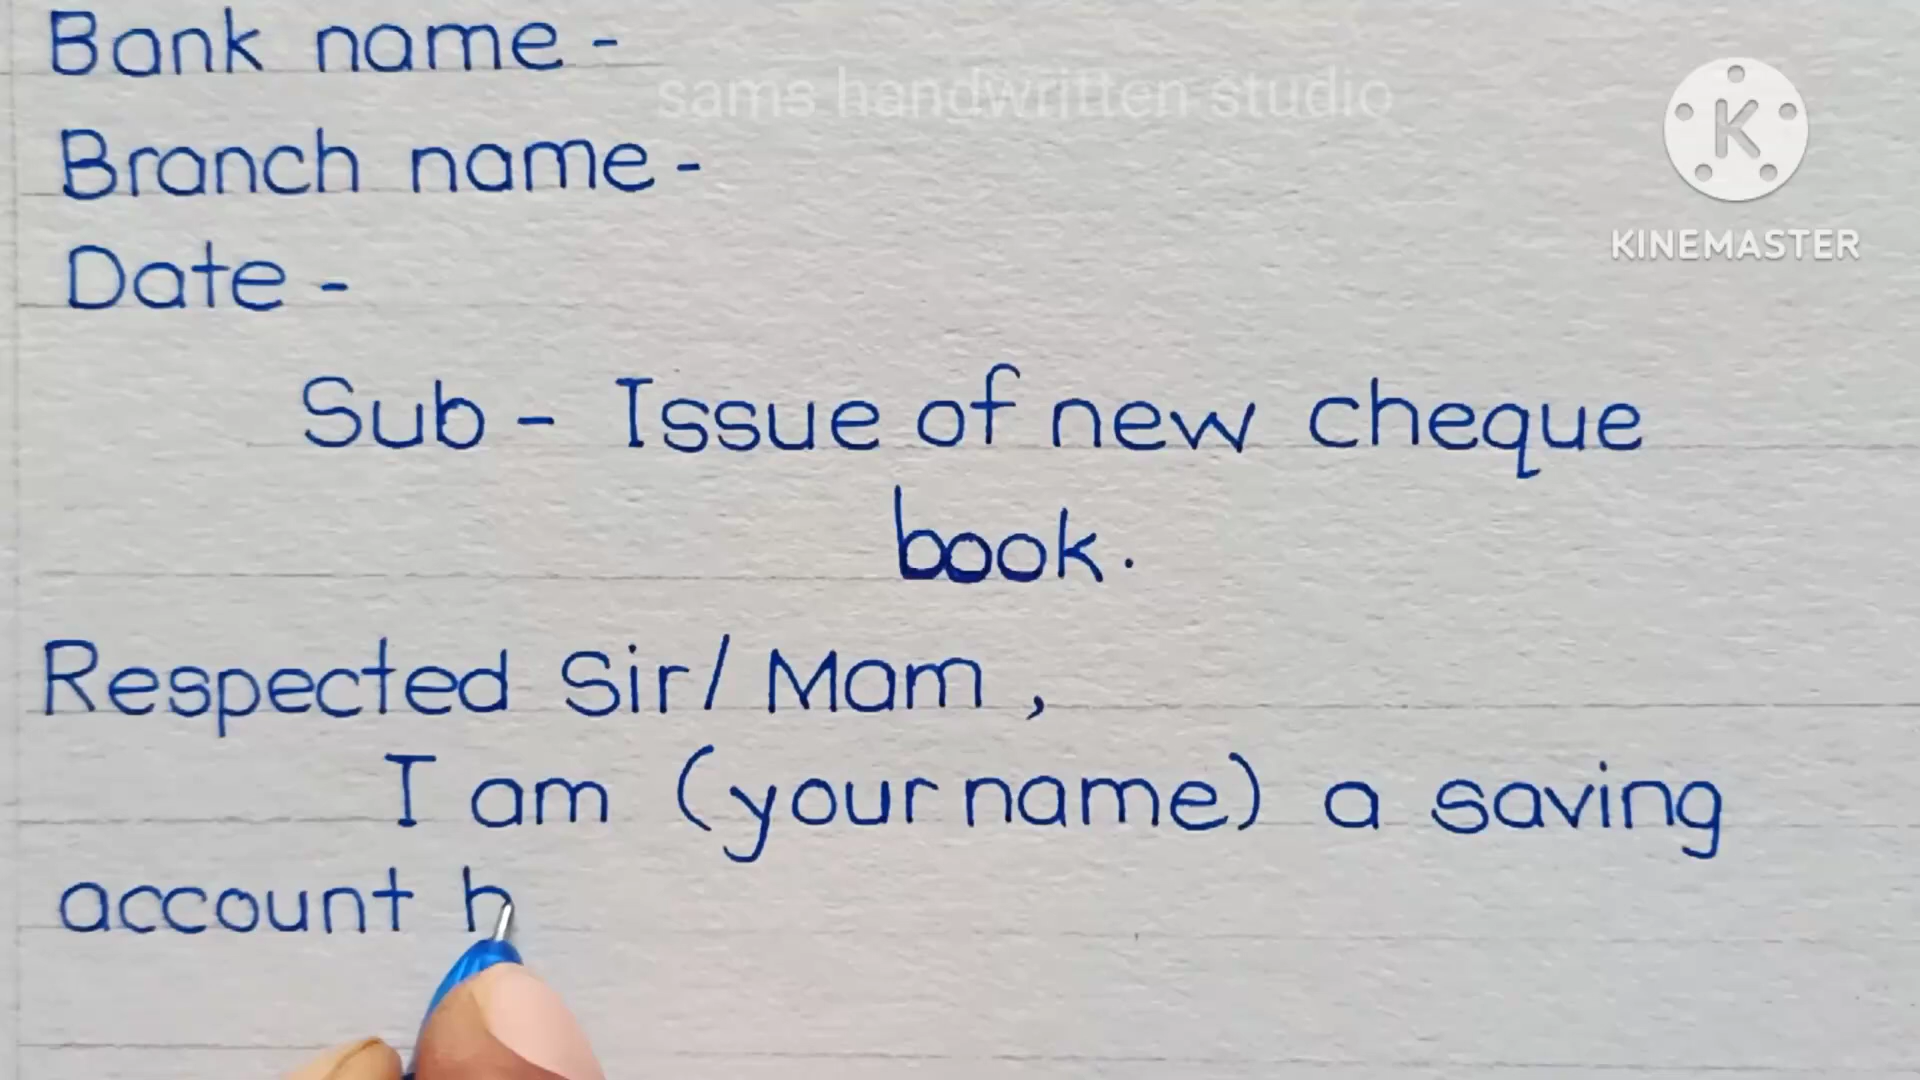 Bank name -
sams handwritten studio
Branch name -
KINEMASTER
Date -
Sub - Issue of new cheque
book.
Respected Sir/ Mam ,
I am (your name) a saving
account h